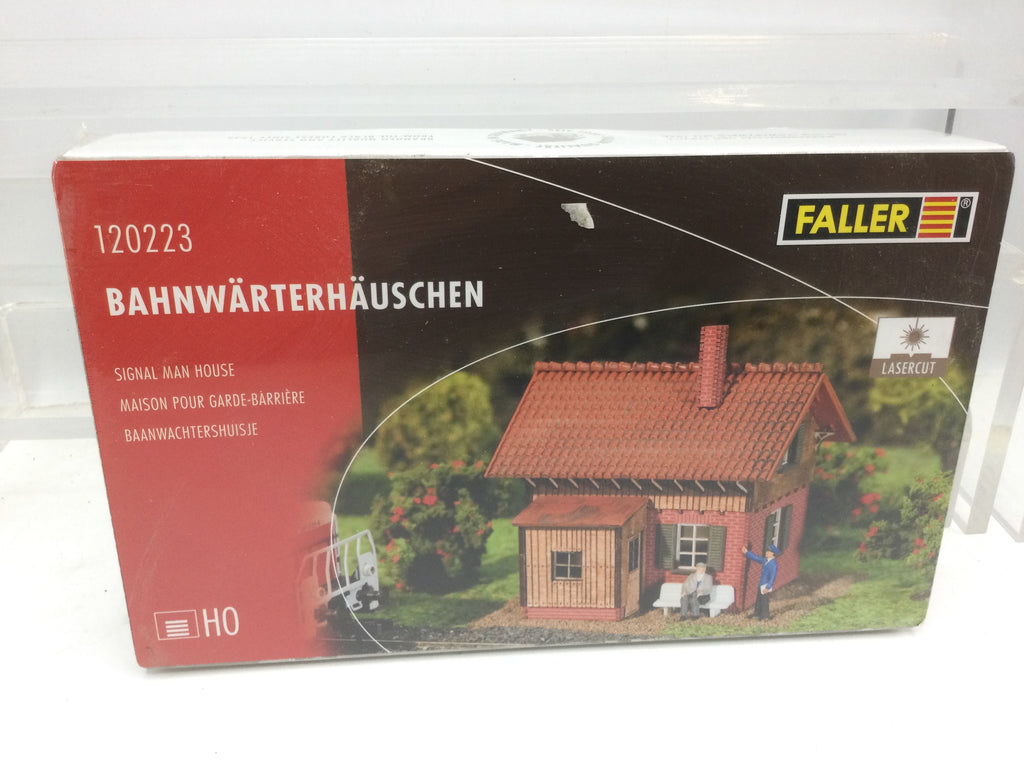 120223
BAHNWÄRTERHÄUSCHEN
SIGNAL MAN HOUSE
MAISON POUR GARDE-BARRIÈRE
BAANWACHTERSHUISJE
HO
FALLER ®
LASERCUT